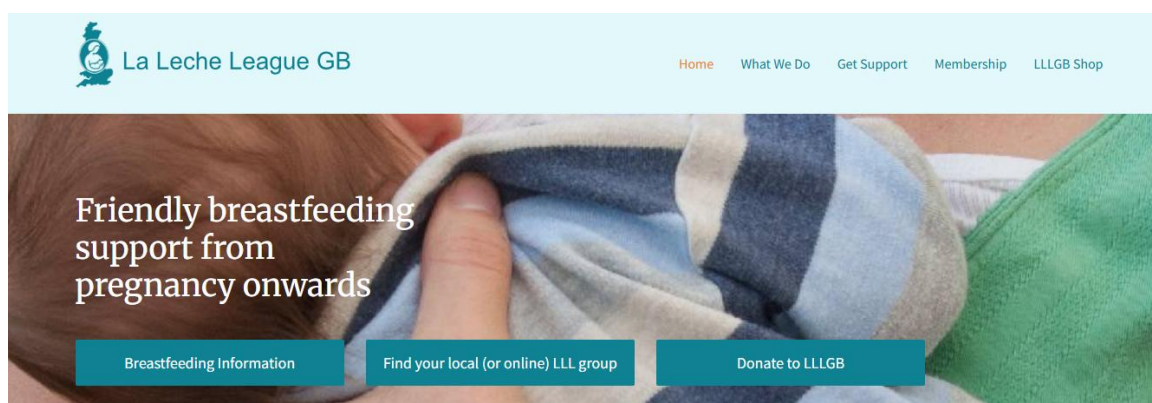 La Leche League GB
Home What We Do Get Support Membership LLLGB Shop
Friendly breastfeeding
support from
pregnancy onwards
Breastfeeding Information
Find your local (or online) LLL group
Donate to LLLGB